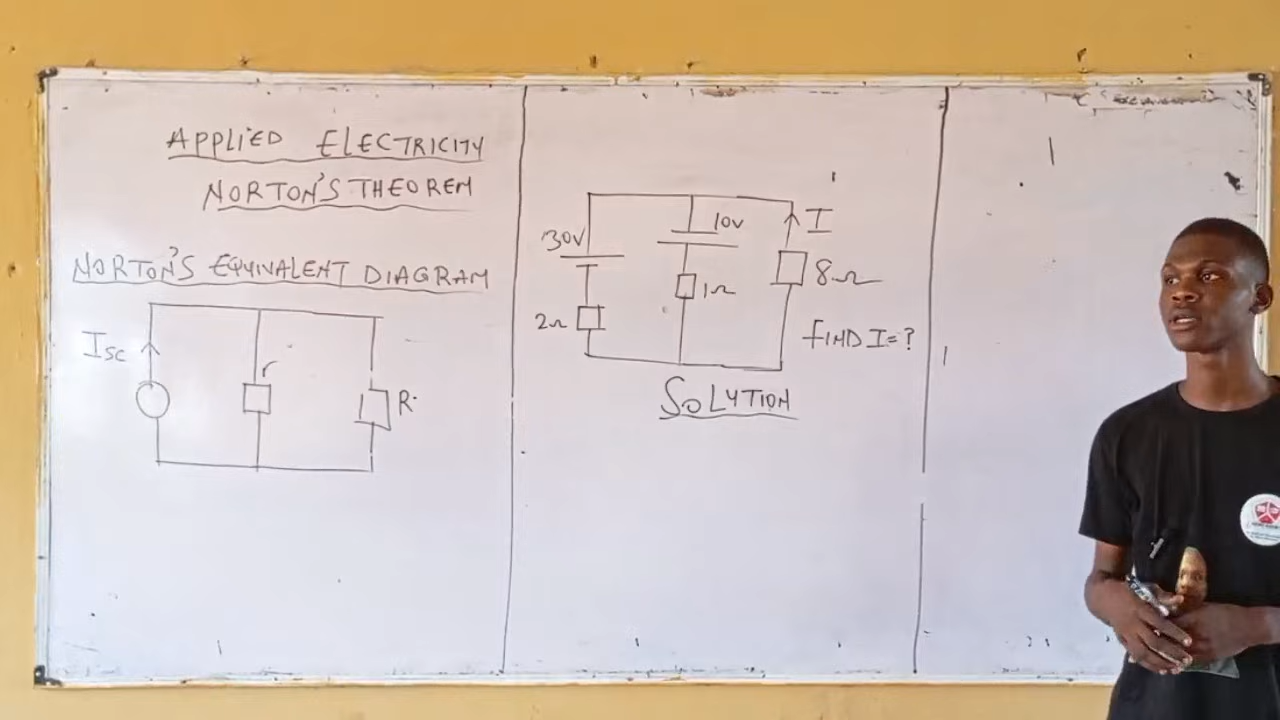 APPLIED ELECTRICITY
NORTON'S THEOREM
NORTON'S EQUIVALENT DIAGRAM
Isc
r
R
30V
10V
I
2Ω
1Ω
8Ω
FIND I=?
SOLUTION